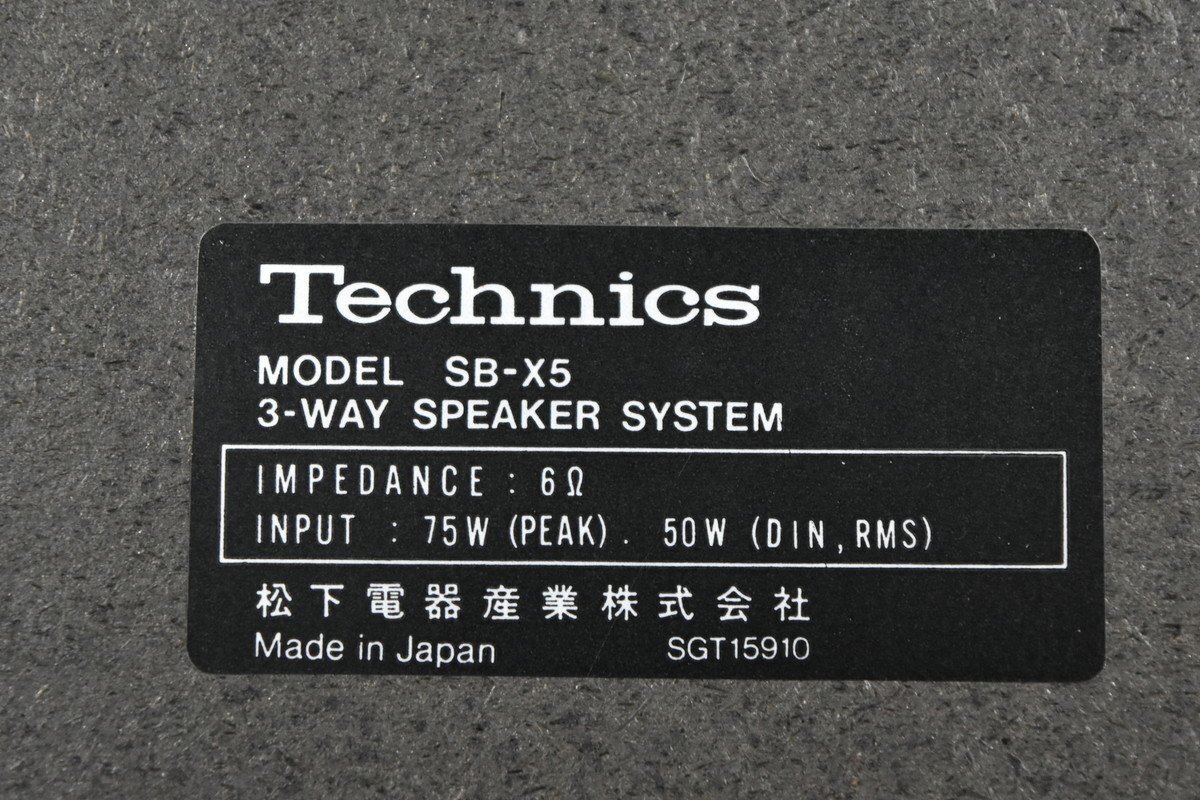 Technics
MODEL SB-X5
3-WAY SPEAKER SYSTEM
IMPEDANCE : 6Ω
INPUT : 75W (PEAK). 50W (DIN, RMS)
松下電器産業株式会社
Made in Japan SGT15910